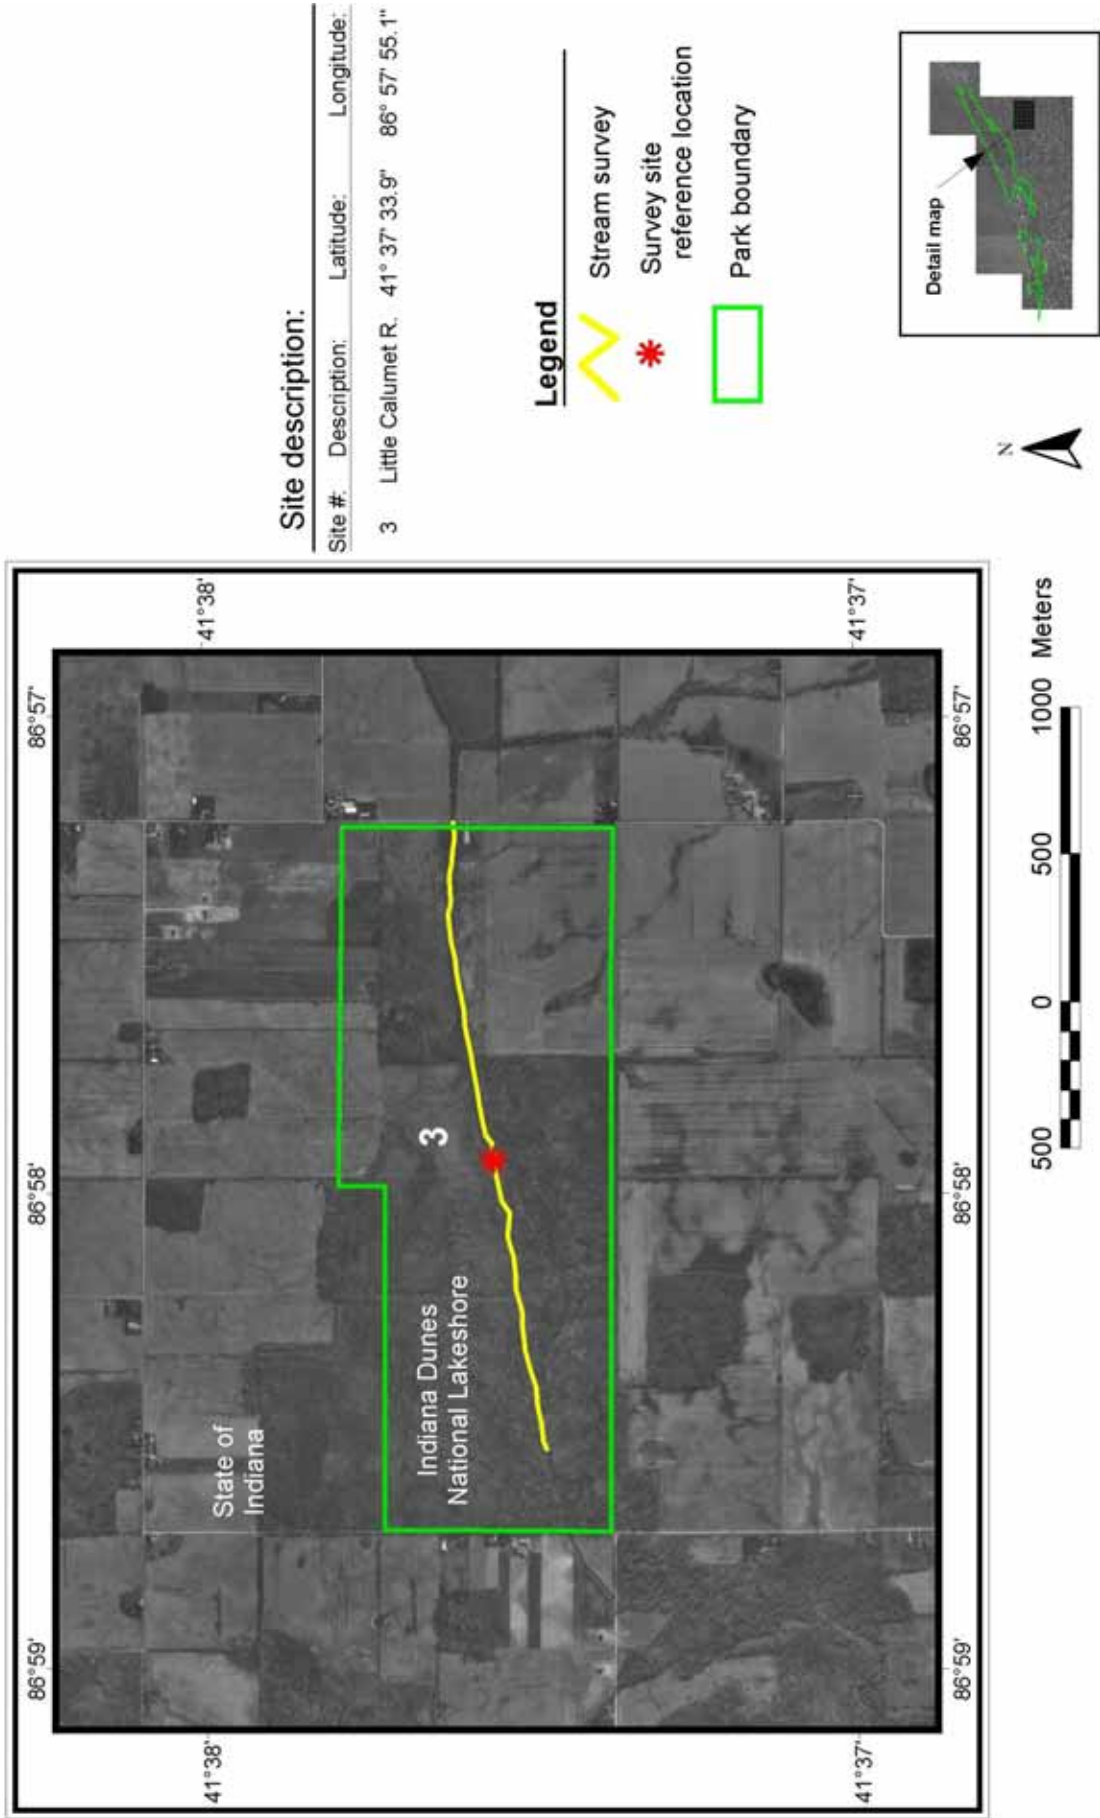 86°59'
86°58'
86°57'
41°38'
41°38'
State of
Indiana
Indiana Dunes
National Lakeshore
3
41°37'
41°37'
86°59'
86°58'
86°57'
500
0
500
1000 Meters
Site description:
Site #: Description: Latitude: Longitude:
3 Little Calumet R. 41° 37' 33.9" 86° 57' 55.1"
Legend
Stream survey
Survey site
reference location
Park boundary
N
Detail map